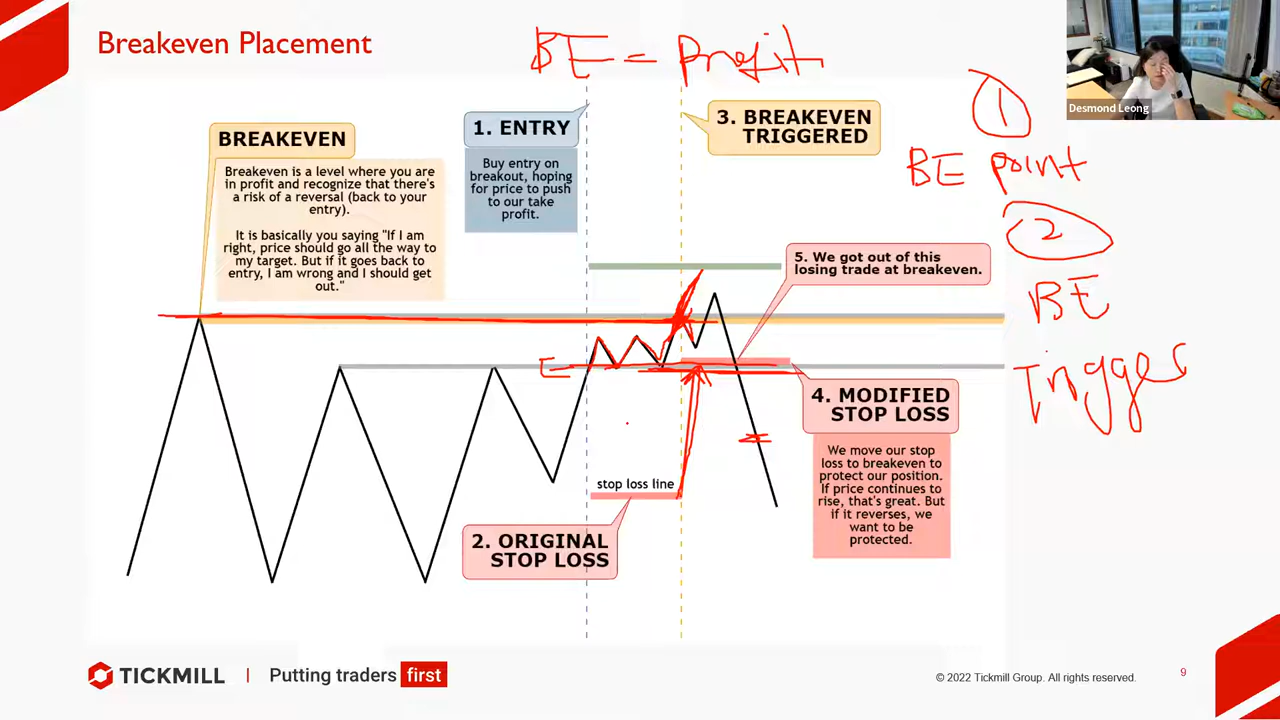 Breakeven Placement
BE = Profit
Desmond Leong
BREAKEVEN
Breakeven is a level where you are
in profit and recognize that there's
a risk of a reversal (back to your
entry).
It is basically you saying "If I am
right, price should go all the way to
my target. But if it goes back to
entry, I am wrong and I should get
out."
1. ENTRY
Buy entry on
breakout, hoping
for price to push
to our take
profit.
3. BREAKEVEN
TRIGGERED
1
BE point
2
BE
Trigger
5. We got out of this
losing trade at breakeven.
E
4. MODIFIED
STOP LOSS
We move our stop
loss to breakeven to
protect our position.
If price continues to
rise, that's great. But
if it reverses, we
want to be
protected.
stop loss line
2. ORIGINAL
STOP LOSS
TICKMILL
Putting traders first
© 2022 Tickmill Group. All rights reserved.
9